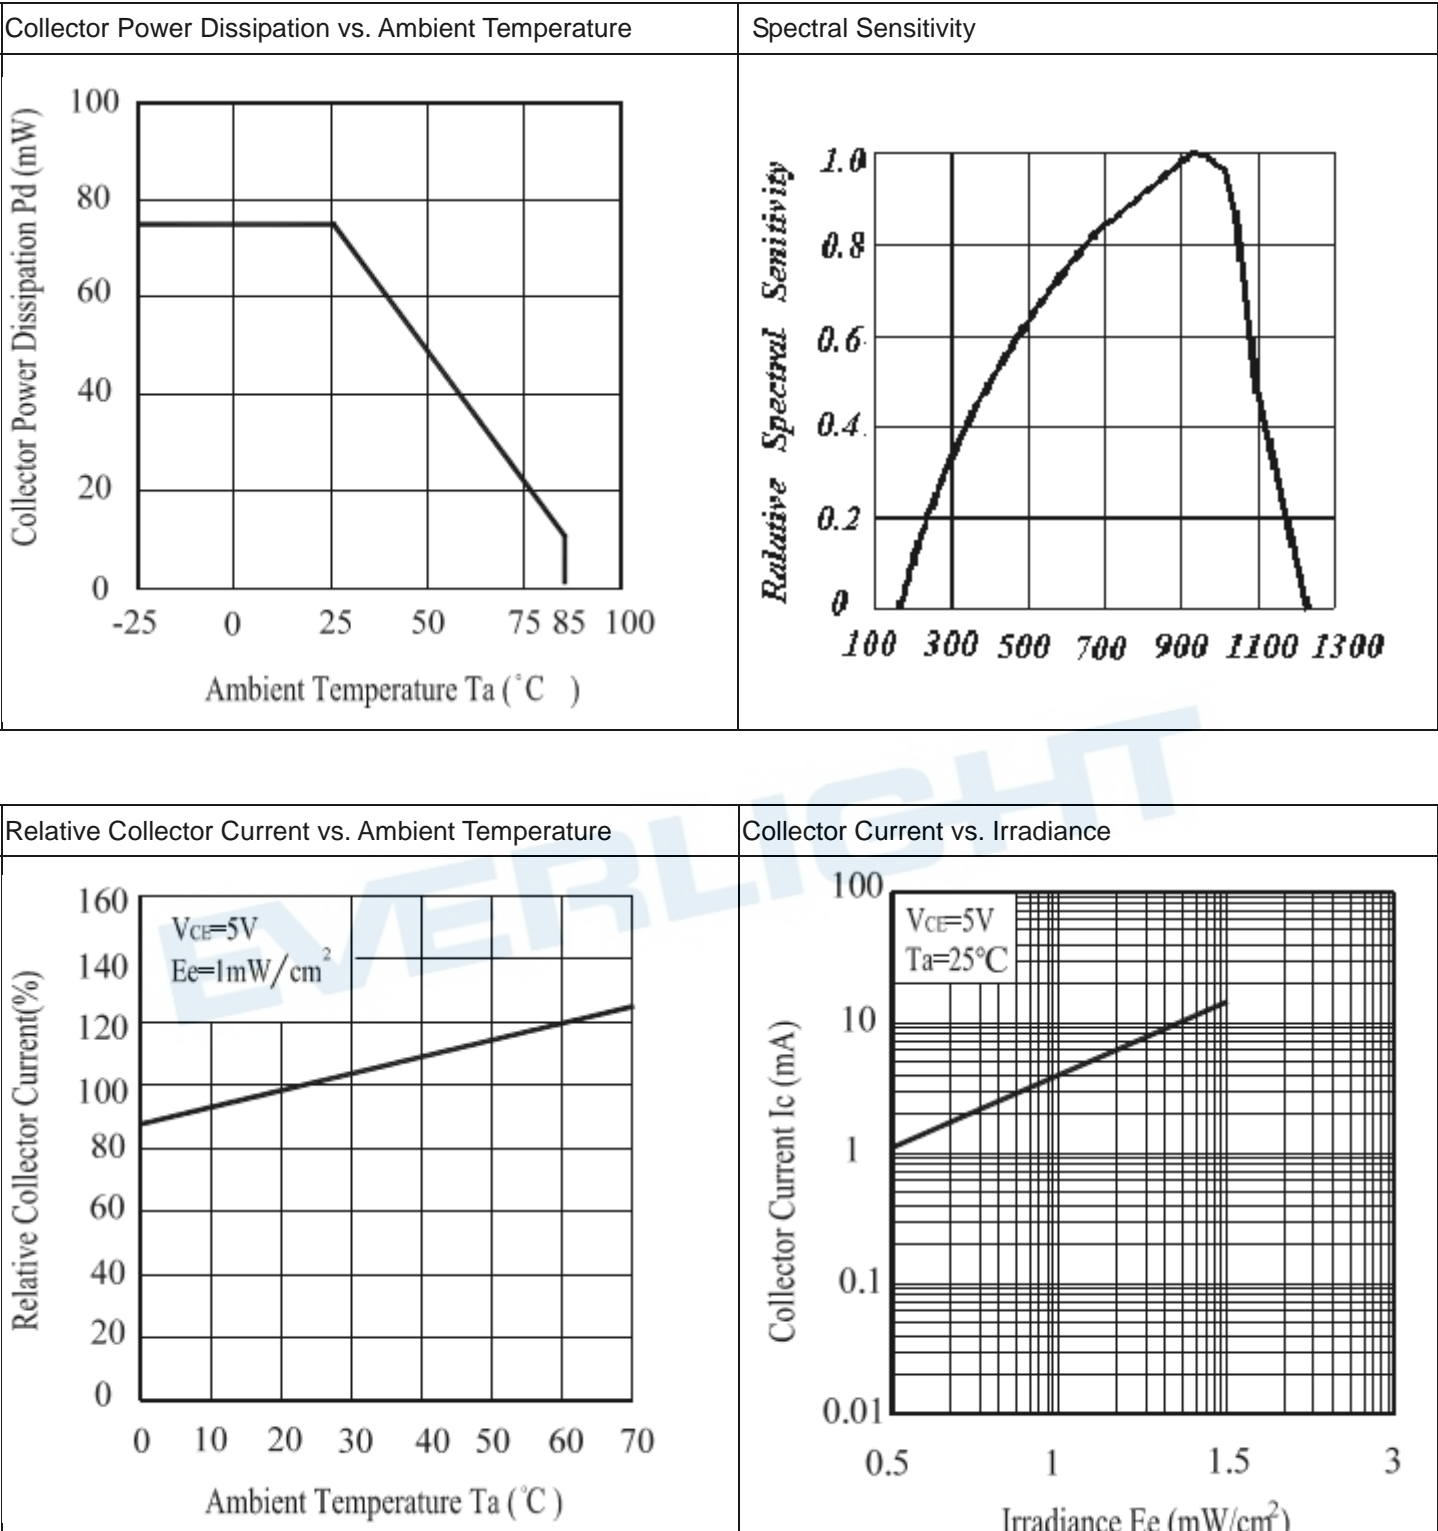 Collector Power Dissipation vs. Ambient Temperature
Collector Power Dissipation Pd (mW)
100
80
60
40
20
0
-25 0 25 50 75 85 100
Ambient Temperature Ta (°C )
Spectral Sensitivity
Ralative Spectral Senitivity
1.0
0.8
0.6
0.4
0.2
0
100 300 500 700 900 1100 1300
EVERLIGHT
Relative Collector Current vs. Ambient Temperature
Relative Collector Current(%)
160
140
120
100
80
60
40
20
0
VCE=5V
Ee=1mW/cm²
0 10 20 30 40 50 60 70
Ambient Temperature Ta (°C )
Collector Current vs. Irradiance
Collector Current Ic (mA)
100
10
1
0.1
0.01
VCE=5V
Ta=25°C
0.5 1 1.5 3
Irradiance Ee (mW/cm²)